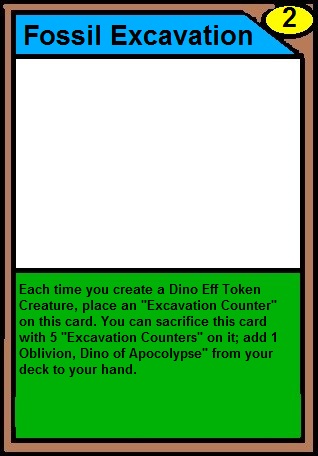 2
Fossil Excavation
Each time you create a Dino Eff Token
Creature, place an "Excavation Counter"
on this card. You can sacrifice this card
with 5 "Excavation Counters" on it; add 1
Oblivion, Dino of Apocolypse" from your
deck to your hand.